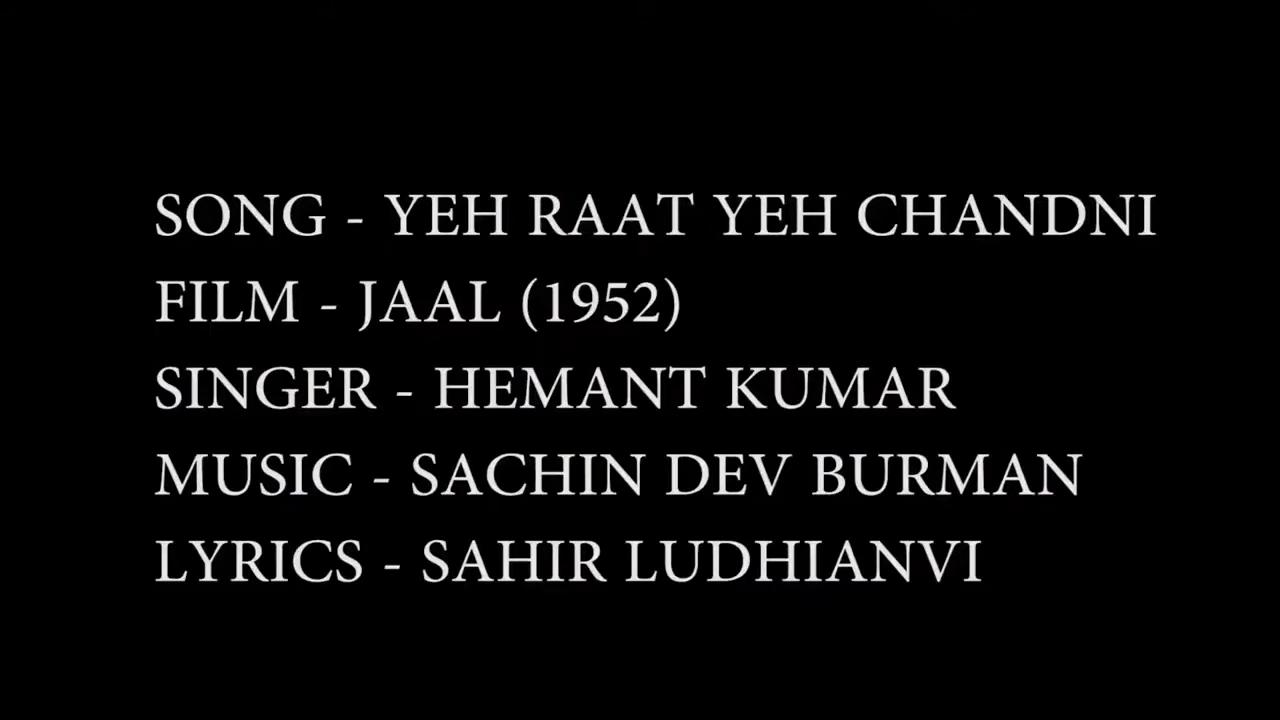 SONG - YEH RAAT YEH CHANDNI
FILM - JAAL (1952)
SINGER - HEMANT KUMAR
MUSIC - SACHIN DEV BURMAN
LYRICS - SAHIR LUDHIANVI